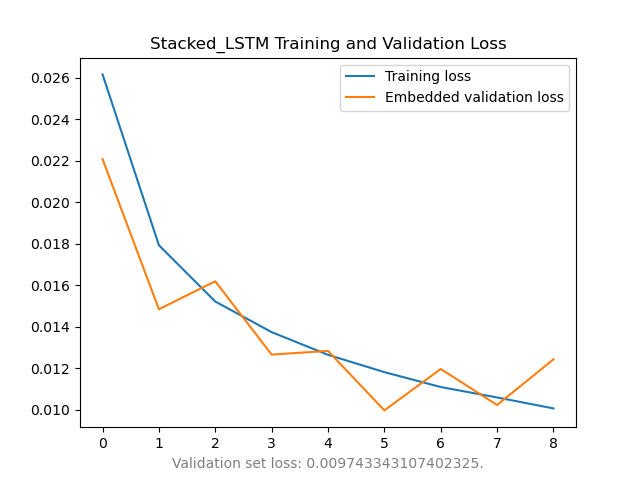 Stacked_LSTM Training and Validation Loss
Training loss
Embedded validation loss
0.026
0.024
0.022
0.020
0.018
0.016
0.014
0.012
0.010
0 1 2 3 4 5 6 7 8
Validation set loss: 0.009743343107402325.